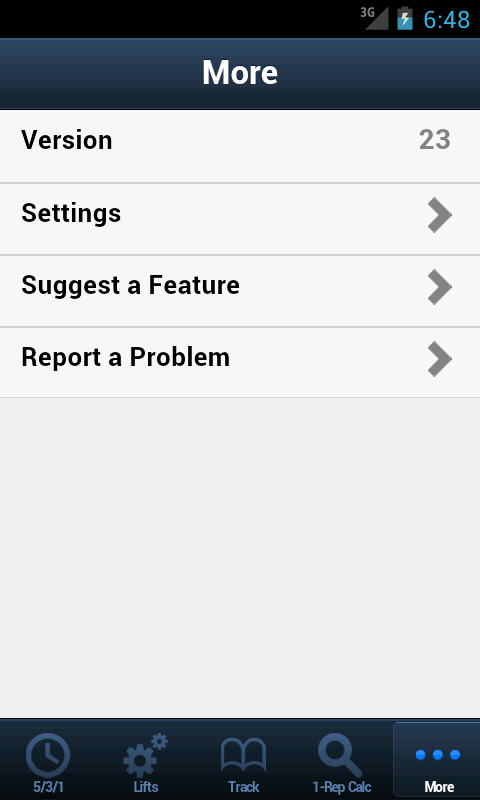 3G 6:48
More
Version 23
Settings
Suggest a Feature
Report a Problem
5/3/1 Lifts Track 1-Rep Calc More